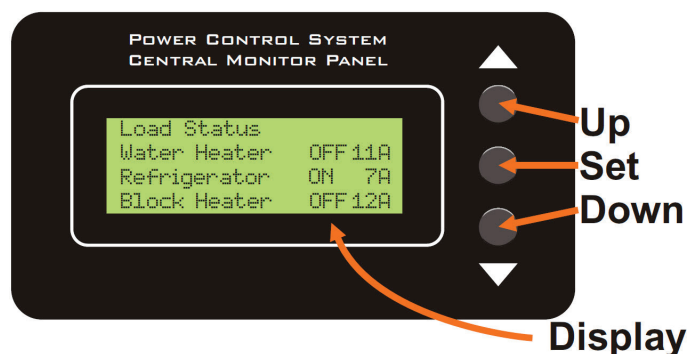 Power Control System
Central Monitor Panel
Load Status
Water Heater OFF 11A
Refrigerator ON 7A
Block Heater OFF 12A
Up
Set
Down
Display